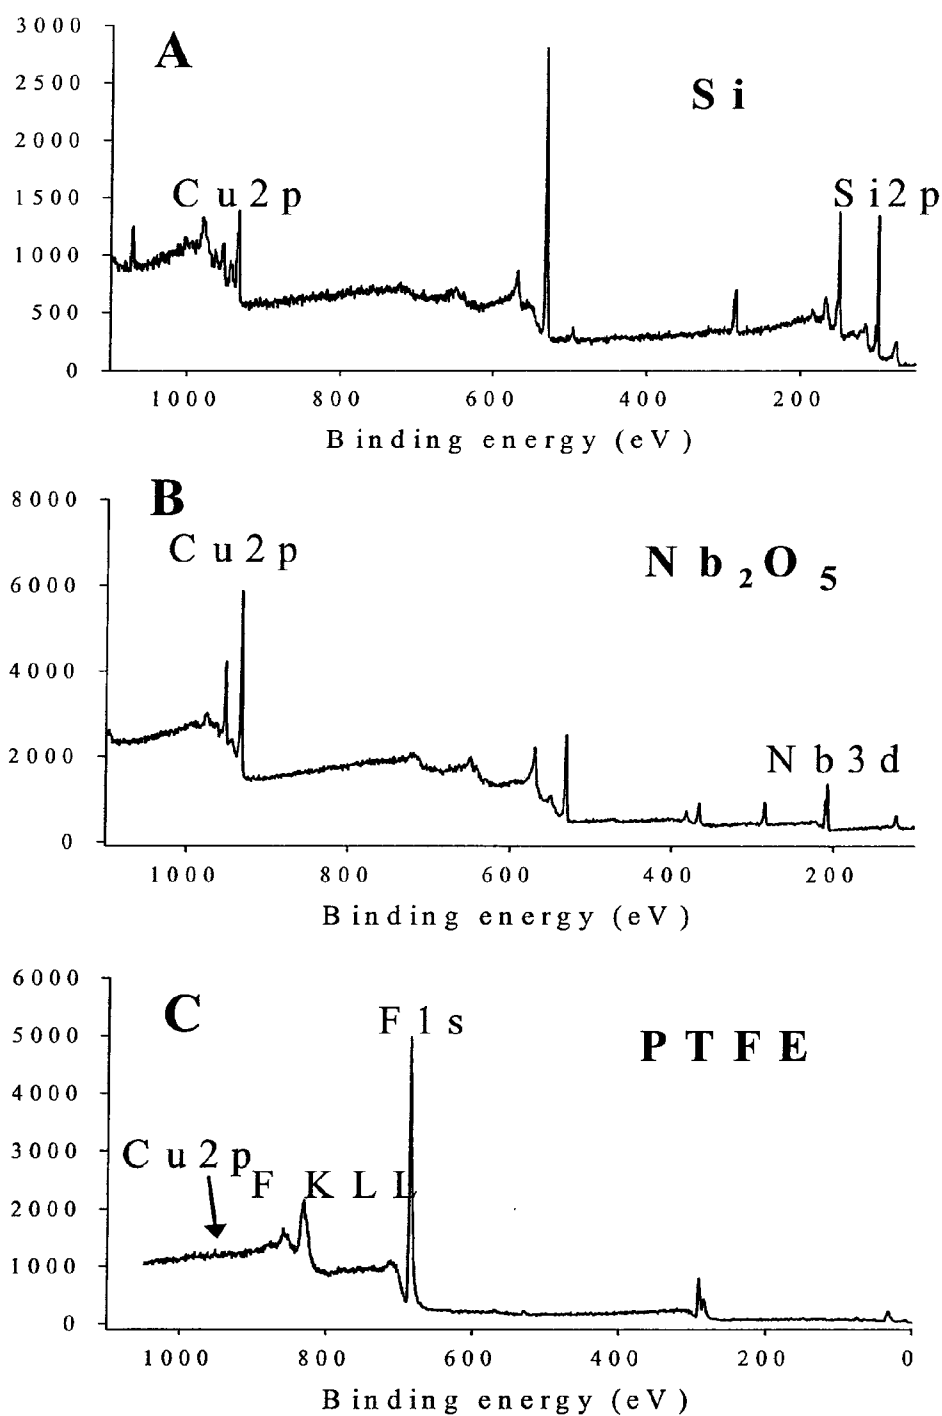 3000
A
2500
Si
2000
Cu2p
Si2p
1500
1000
500
0
1000 800 600 400 200
Binding energy (eV)
8000
B
Cu2p
Nb2O5
6000
4000
Nb3d
2000
0
1000 800 600 400 200
Binding energy (eV)
6000
C
F1s
PTFE
5000
4000
3000
Cu2p
F KLL
2000
1000
0
1000 800 600 400 200 0
Binding energy (eV)